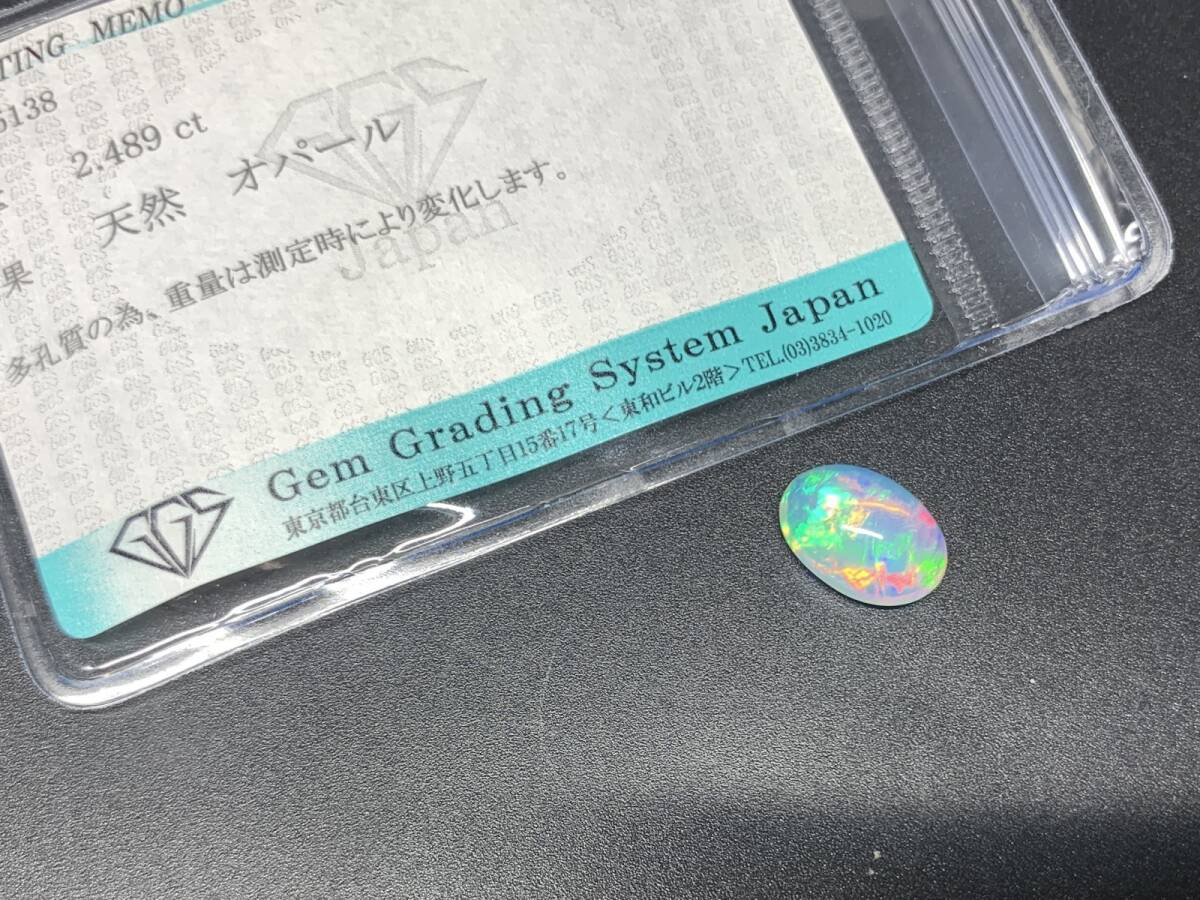 TING MEMO
5138
2.489 ct
天然 オパール
果
多孔質の為、重量は測定時により変化します。
GGS
Japan
Gem Grading System Japan
東京都台東区上野五丁目15番17号<東和ビル2階>TEL.(03)3834-1020
GGS